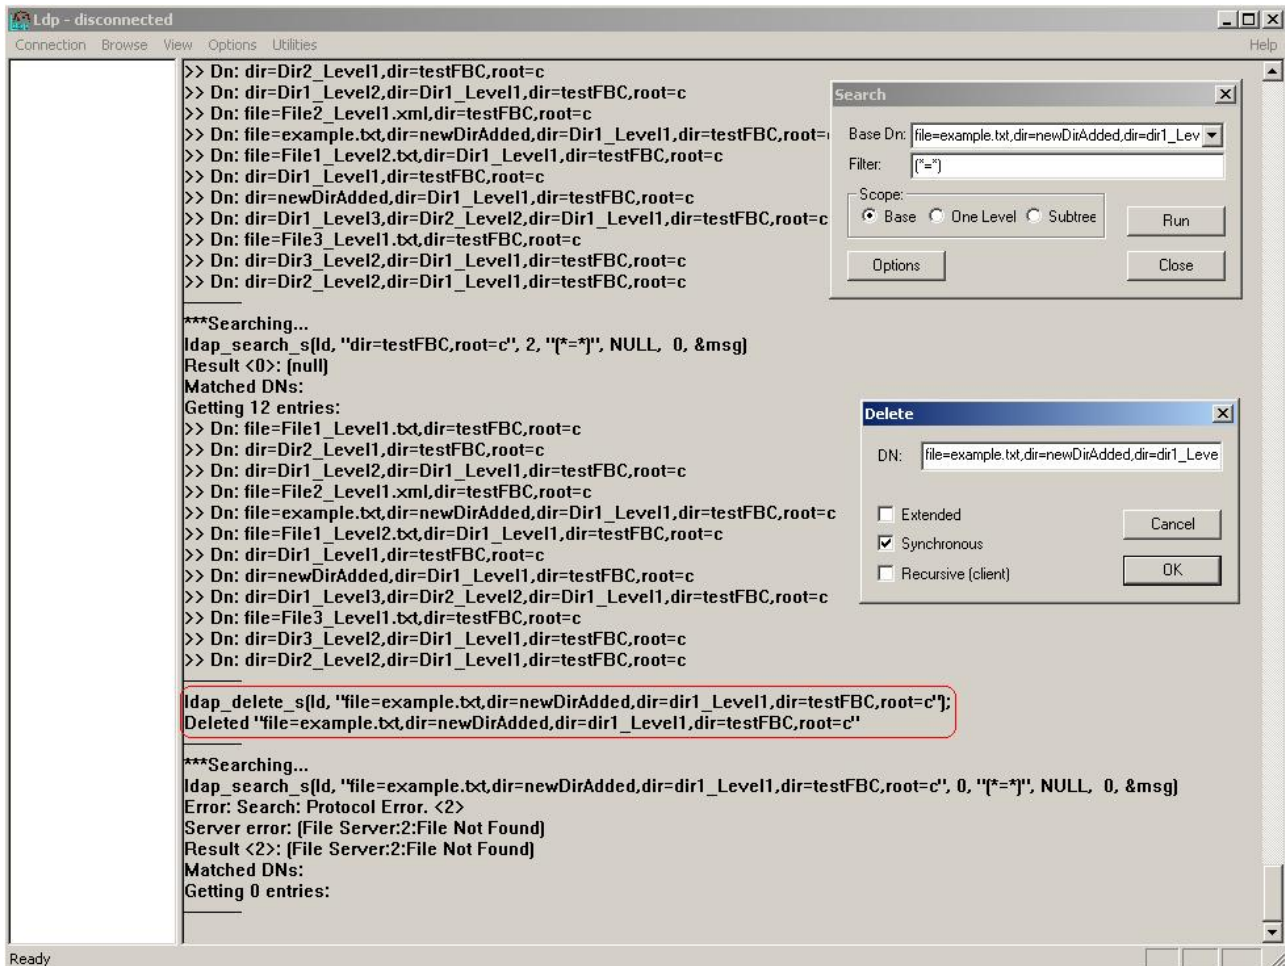 Ldp - disconnected
Connection Browse View Options Utilities Help
>> Dn: dir=Dir2_Level1,dir=testFBC,root=c
>> Dn: dir=Dir1_Level2,dir=Dir1_Level1,dir=testFBC,root=c
>> Dn: file=File2_Level1.xml,dir=testFBC,root=c
>> Dn: file=example.txt,dir=newDirAdded,dir=Dir1_Level1,dir=testFBC,root=
>> Dn: file=File1_Level2.txt,dir=Dir1_Level1,dir=testFBC,root=c
>> Dn: dir=Dir1_Level1,dir=testFBC,root=c
>> Dn: dir=newDirAdded,dir=Dir1_Level1,dir=testFBC,root=c
>> Dn: dir=Dir1_Level3,dir=Dir2_Level2,dir=Dir1_Level1,dir=testFBC,root=c
>> Dn: file=File3_Level1.txt,dir=testFBC,root=c
>> Dn: dir=Dir3_Level2,dir=Dir1_Level1,dir=testFBC,root=c
>> Dn: dir=Dir2_Level2,dir=Dir1_Level1,dir=testFBC,root=c
***Searching...
ldap_search_s(ld, "dir=testFBC,root=c", 2, "(*=*)", NULL, 0, &msg)
Result <0>: (null)
Matched DNs:
Getting 12 entries:
>> Dn: file=File1_Level1.txt,dir=testFBC,root=c
>> Dn: dir=Dir2_Level1,dir=testFBC,root=c
>> Dn: dir=Dir1_Level2,dir=Dir1_Level1,dir=testFBC,root=c
>> Dn: file=File2_Level1.xml,dir=testFBC,root=c
>> Dn: file=example.txt,dir=newDirAdded,dir=Dir1_Level1,dir=testFBC,root=c
>> Dn: file=File1_Level2.txt,dir=Dir1_Level1,dir=testFBC,root=c
>> Dn: dir=Dir1_Level1,dir=testFBC,root=c
>> Dn: dir=newDirAdded,dir=Dir1_Level1,dir=testFBC,root=c
>> Dn: dir=Dir1_Level3,dir=Dir2_Level2,dir=Dir1_Level1,dir=testFBC,root=c
>> Dn: file=File3_Level1.txt,dir=testFBC,root=c
>> Dn: dir=Dir3_Level2,dir=Dir1_Level1,dir=testFBC,root=c
>> Dn: dir=Dir2_Level2,dir=Dir1_Level1,dir=testFBC,root=c
ldap_delete_s(ld, "file=example.txt,dir=newDirAdded,dir=dir1_Level1,dir=testFBC,root=c");
Deleted "file=example.txt,dir=newDirAdded,dir=dir1_Level1,dir=testFBC,root=c"
***Searching...
ldap_search_s(ld, "file=example.txt,dir=newDirAdded,dir=dir1_Level1,dir=testFBC,root=c", 0, "(*=*)", NULL, 0, &msg)
Error: Search: Protocol Error. <2>
Server error: (File Server:2:File Not Found)
Result <2>: (File Server:2:File Not Found)
Matched DNs:
Getting 0 entries:
Search
Base Dn: file=example.txt,dir=newDirAdded,dir=dir1_Lev
Filter: (*=*)
Scope:
Base One Level Subtree
Run
Options Close
Delete
DN: file=example.txt,dir=newDirAdded,dir=dir1_Leve
Extended
Cancel
Synchronous
Recursive (client)
OK
Ready